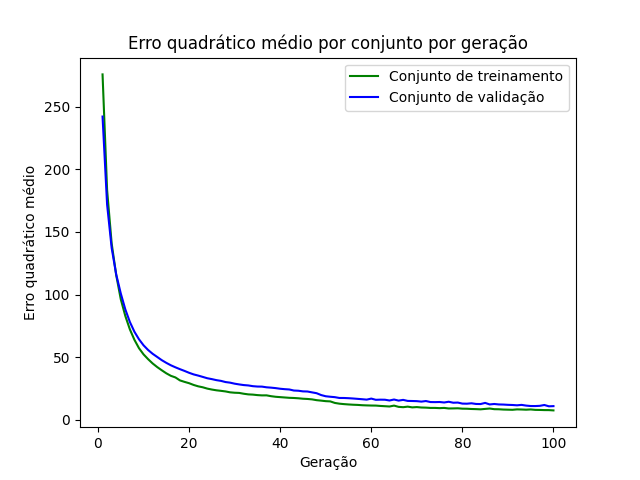 Erro quadrático médio por conjunto por geração
Conjunto de treinamento
Conjunto de validação
Erro quadrático médio
250
200
150
100
50
0
0 20 40 60 80 100
Geração